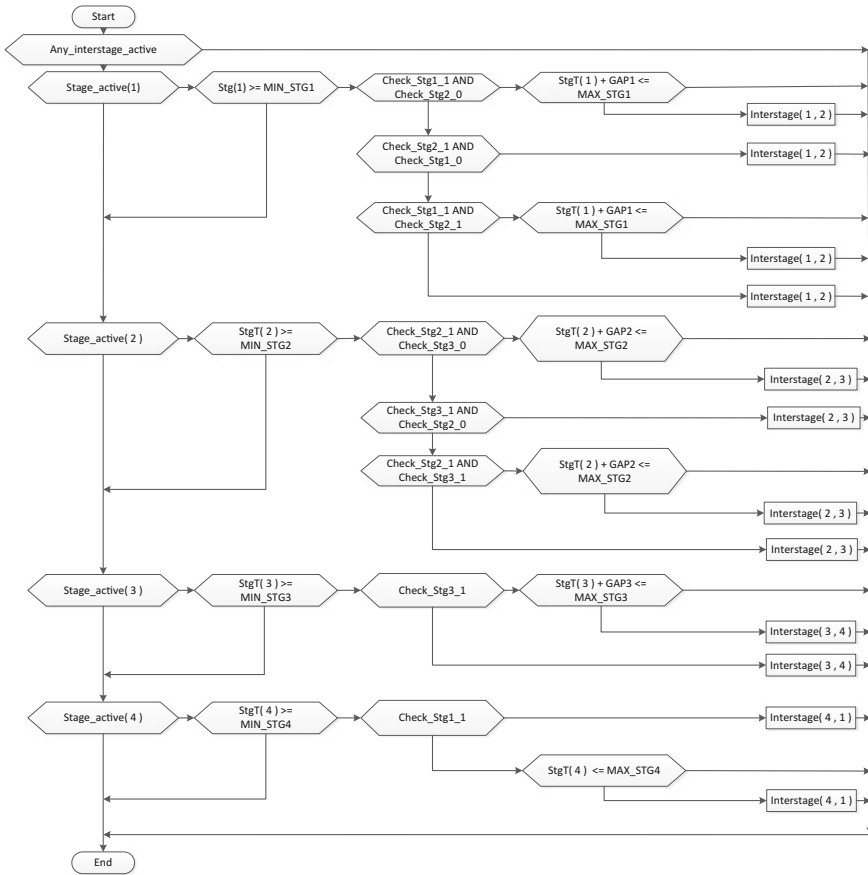 Start
Any_interstage_active
Stage_active(1)
Stg(1) >= MIN_STG1
Check_Stg1_1 AND
Check_Stg2_0
StgT( 1 ) + GAP1 <=
MAX_STG1
Interstage( 1 , 2 )
Check_Stg2_1 AND
Check_Stg1_0
Interstage( 1 , 2 )
Check_Stg1_1 AND
Check_Stg2_1
StgT( 1 ) + GAP1 <=
MAX_STG1
Interstage( 1 , 2 )
Interstage( 1 , 2 )
Stage_active( 2 )
StgT( 2 ) >=
MIN_STG2
Check_Stg2_1 AND
Check_Stg3_0
StgT( 2 ) + GAP2 <=
MAX_STG2
Interstage( 2 , 3 )
Check_Stg3_1 AND
Check_Stg2_0
Interstage( 2 , 3 )
Check_Stg2_1 AND
Check_Stg3_1
StgT( 2 ) + GAP2 <=
MAX_STG2
Interstage( 2 , 3 )
Interstage( 2 , 3 )
Stage_active( 3 )
StgT( 3 ) >=
MIN_STG3
Check_Stg3_1
StgT( 3 ) + GAP3 <=
MAX_STG3
Interstage( 3 , 4 )
Interstage( 3 , 4 )
Stage_active( 4 )
StgT( 4 ) >=
MIN_STG4
Check_Stg1_1
Interstage( 4 , 1 )
StgT( 4 ) <= MAX_STG4
Interstage( 4 , 1 )
End